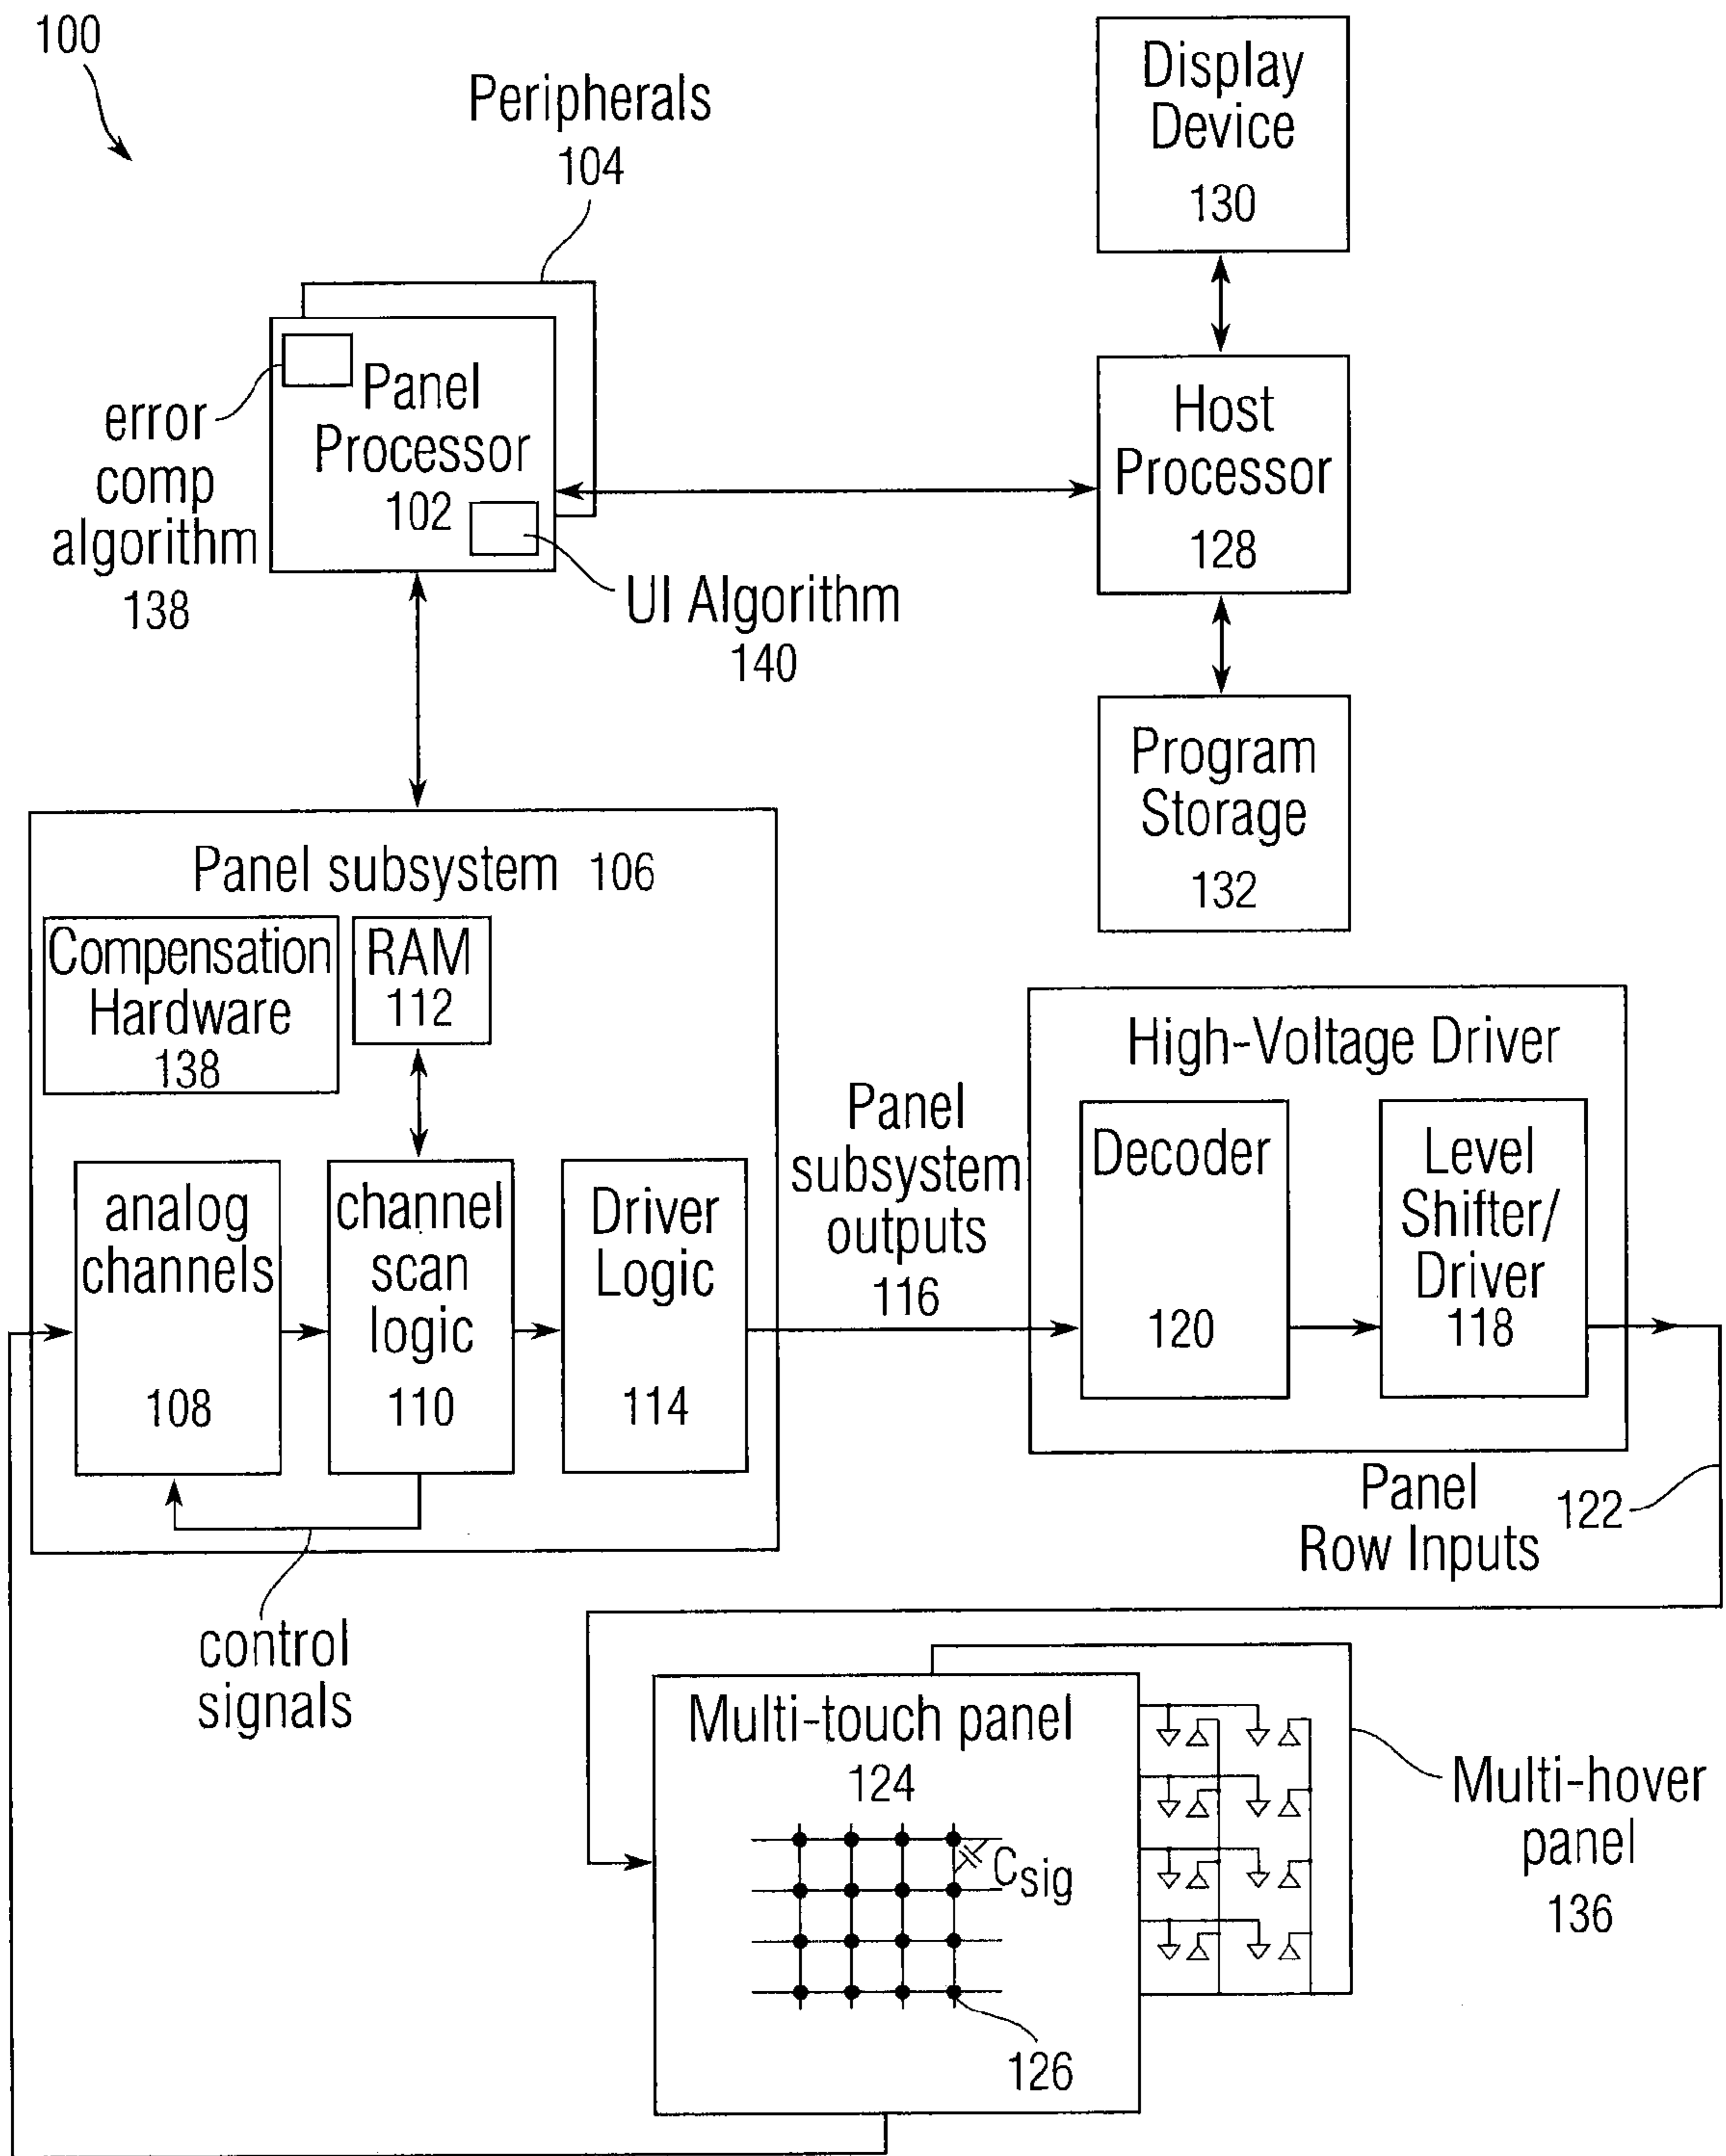 100
Peripherals
104
Display
Device
130
Panel
Processor
102
error
comp
algorithm
138
UI Algorithm
140
Host
Processor
128
Program
Storage
132
Panel subsystem 106
Compensation
Hardware
138
RAM
112
analog
channels
108
channel
scan
logic
110
Driver
Logic
114
control
signals
Panel
subsystem
outputs
116
High-Voltage Driver
Decoder
120
Level
Shifter/
Driver
118
Panel
Row Inputs
122
Multi-touch panel
124
Csig
126
Multi-hover
panel
136